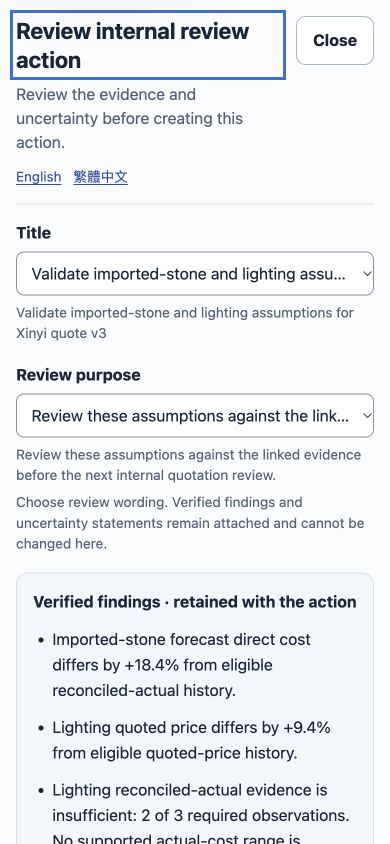 Review internal review
action
Close
Review the evidence and
uncertainty before creating this
action.
English 繁體中文
Title
Validate imported-stone and lighting assu...
Validate imported-stone and lighting assumptions for
Xinyi quote v3
Review purpose
Review these assumptions against the link...
Review these assumptions against the linked evidence
before the next internal quotation review.
Choose review wording. Verified findings and
uncertainty statements remain attached and cannot be
changed here.
Verified findings · retained with the action
• Imported-stone forecast direct cost
differs by +18.4% from eligible
reconciled-actual history.
• Lighting quoted price differs by +9.4%
from eligible quoted-price history.
• Lighting reconciled-actual evidence is
insufficient: 2 of 3 required observations.
No supported actual-cost range is